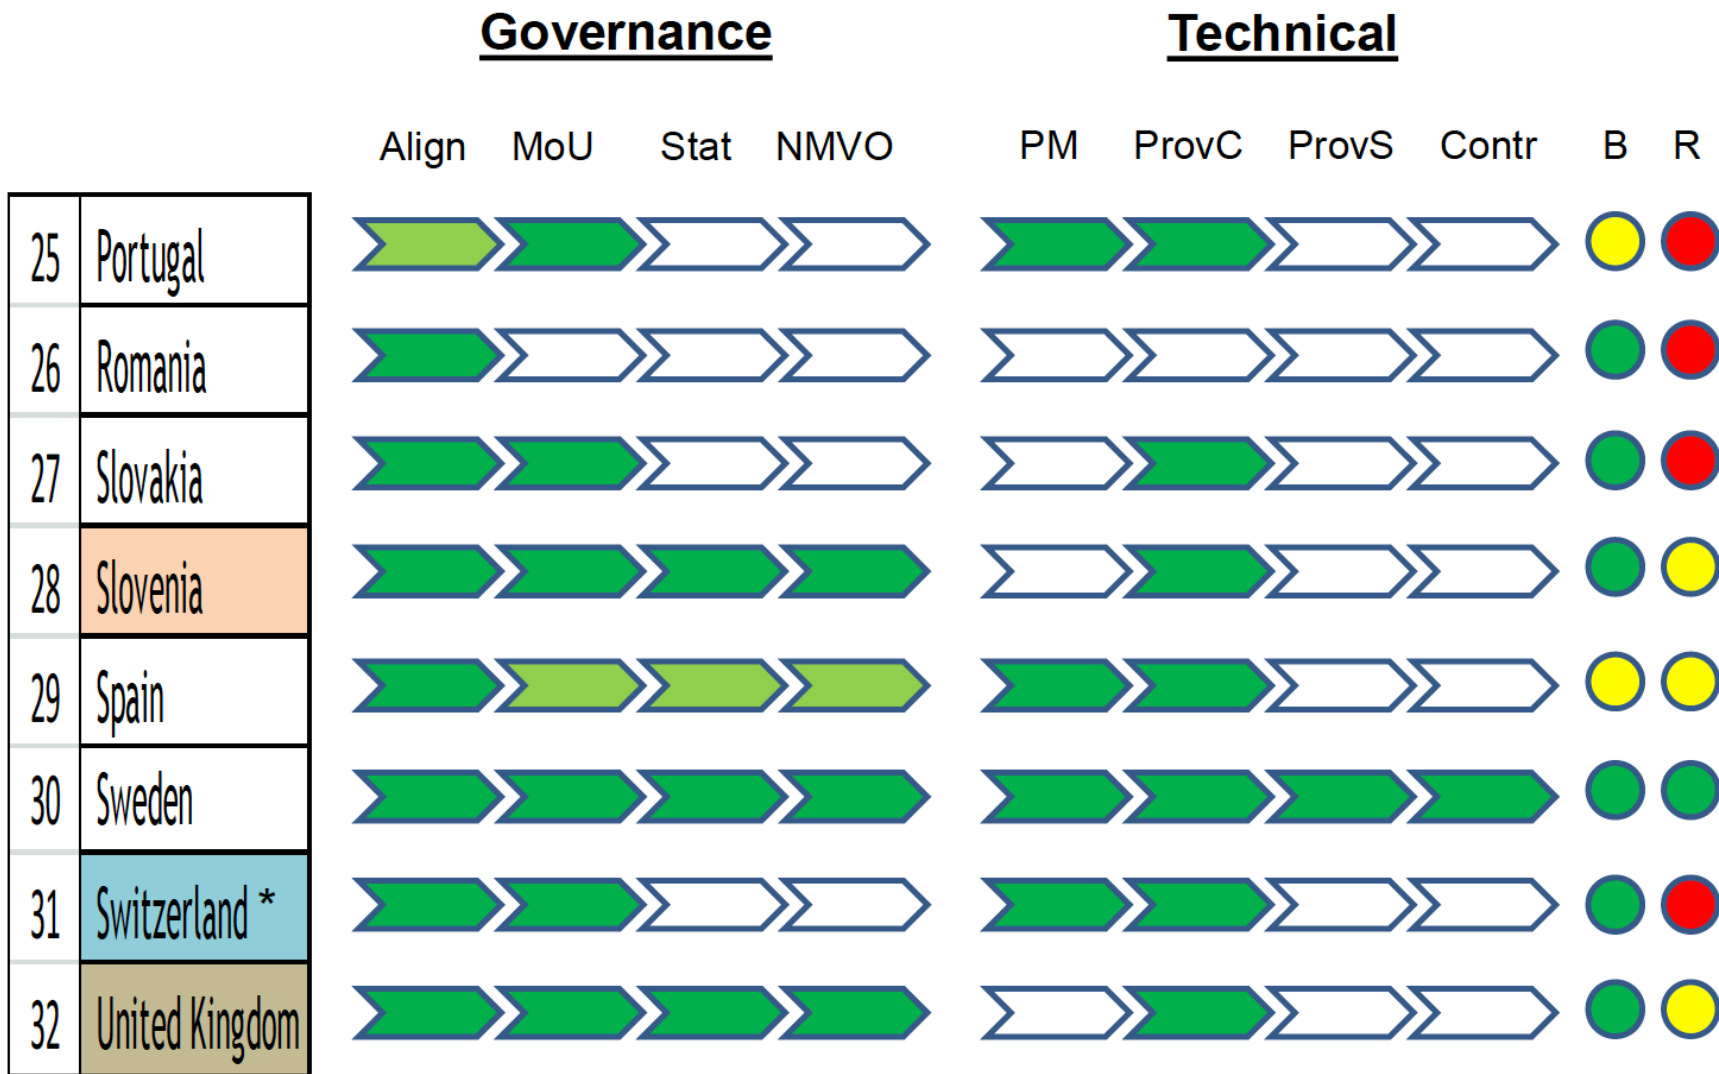 Governance Technical
Align MoU Stat NMVO PM ProvC ProvS Contr B R
25 Portugal
26 Romania
27 Slovakia
28 Slovenia
29 Spain
30 Sweden
31 Switzerland *
32 United Kingdom